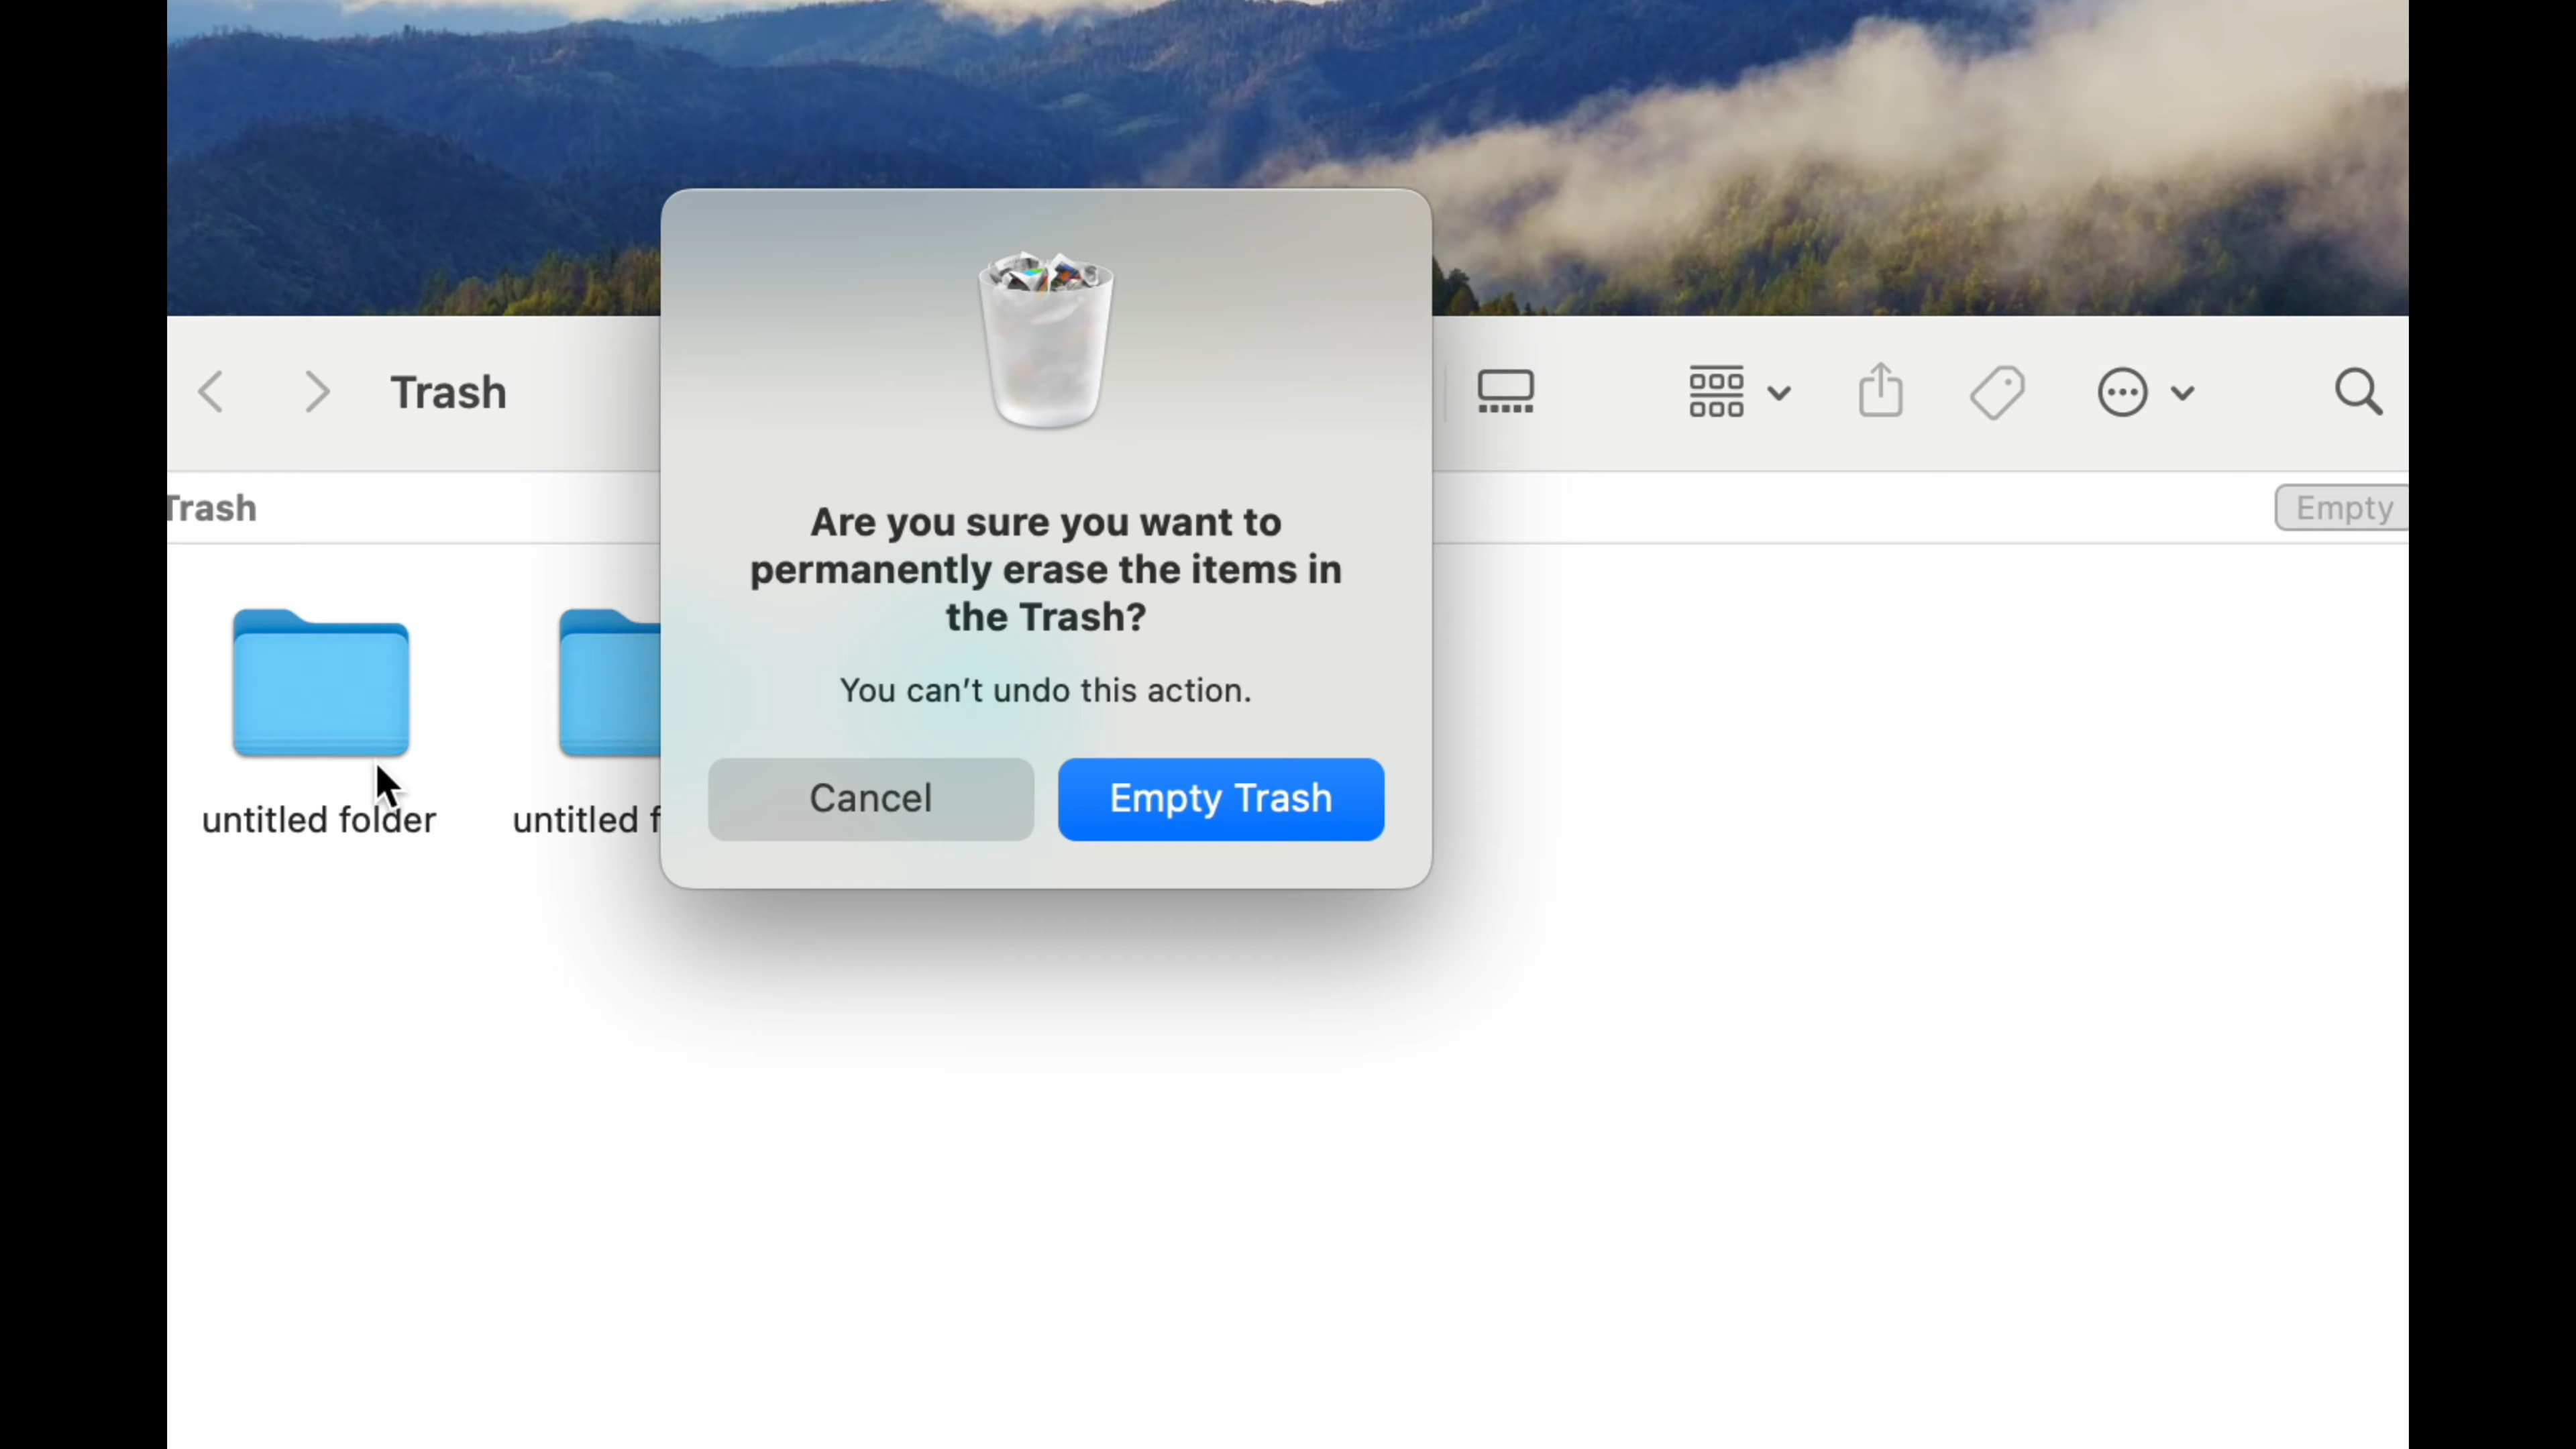 Trash
Trash
Empty
Are you sure you want to
permanently erase the items in
the Trash?
You can’t undo this action.
Cancel
Empty Trash
untitled folder
untitled